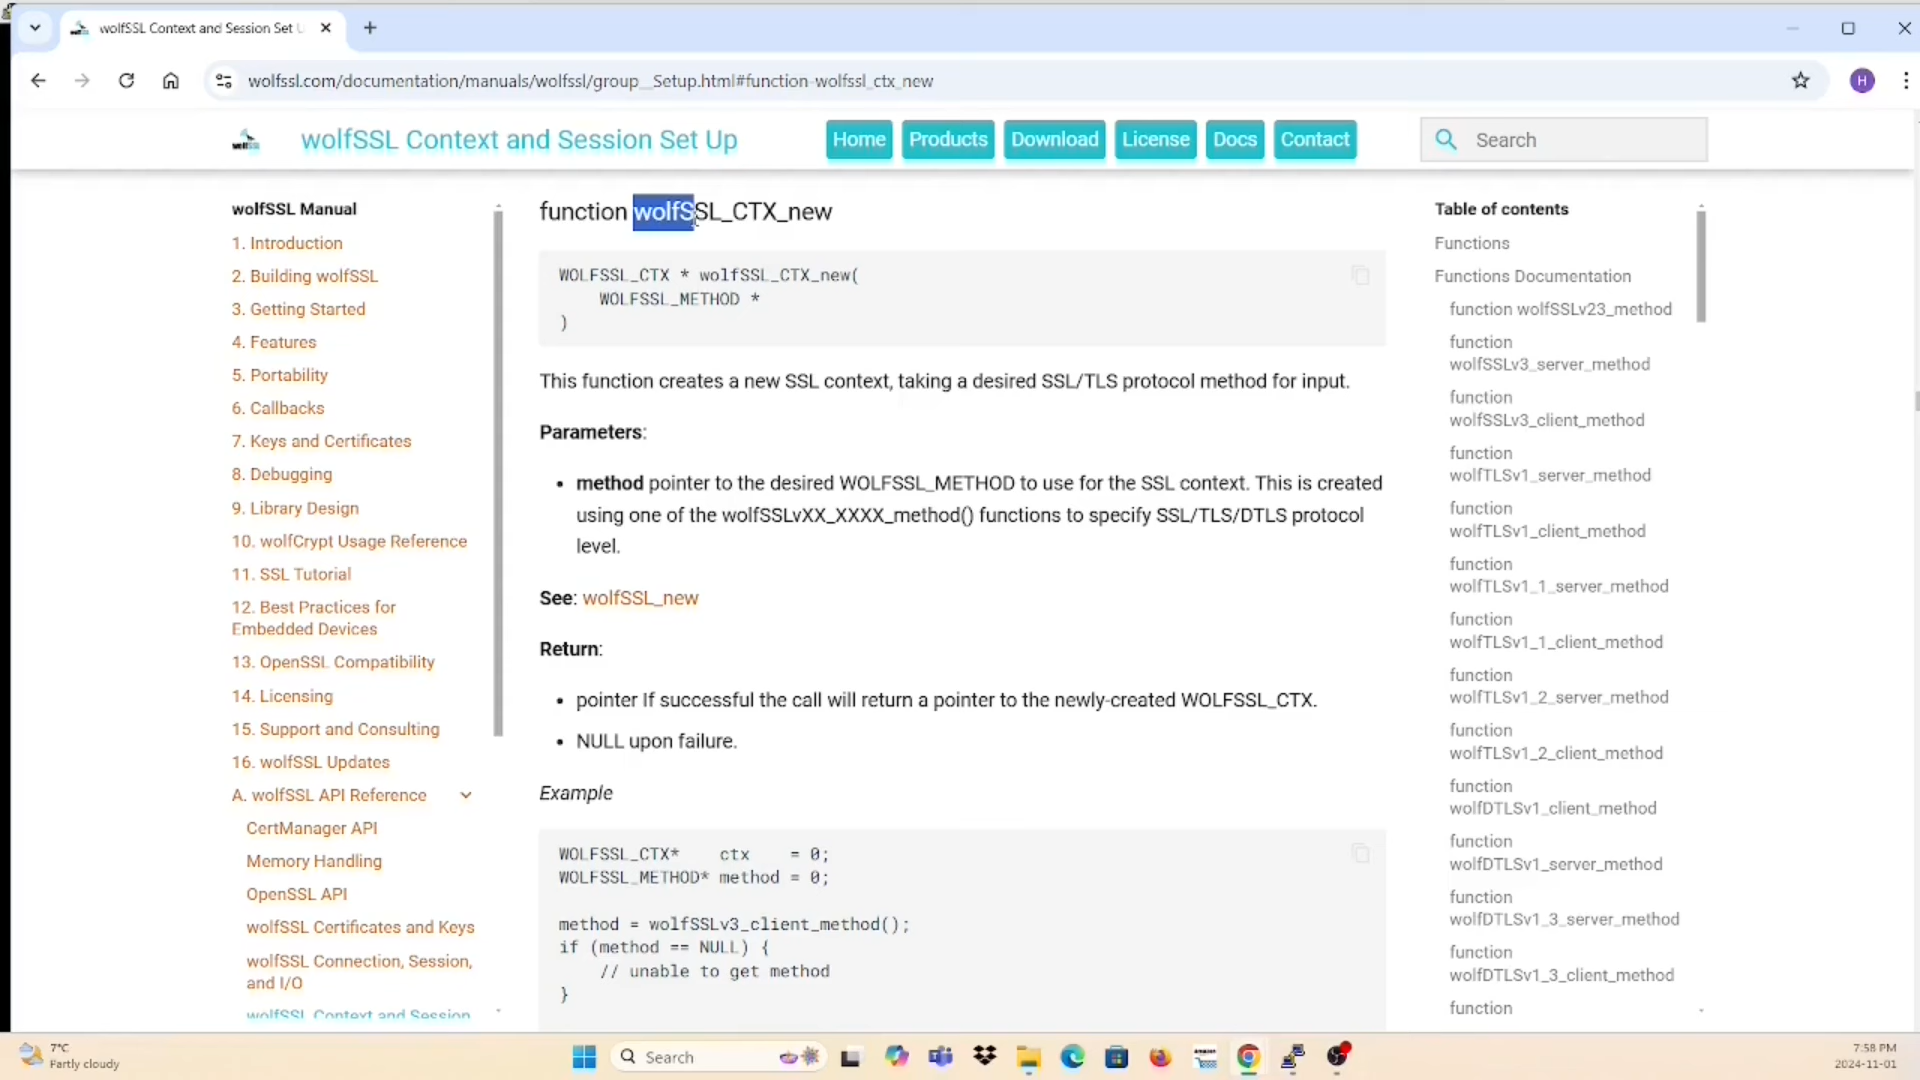 wolfSSL Context and Session Set U
wolfssl.com/documentation/manuals/wolfssl/group__Setup.html#function-wolfssl_ctx_new
H
wolfSSL
wolfSSL Context and Session Set Up
Home
Products
Download
License
Docs
Contact
Search
wolfSSL Manual
1. Introduction
2. Building wolfSSL
3. Getting Started
4. Features
5. Portability
6. Callbacks
7. Keys and Certificates
8. Debugging
9. Library Design
10. wolfCrypt Usage Reference
11. SSL Tutorial
12. Best Practices for
Embedded Devices
13. OpenSSL Compatibility
14. Licensing
15. Support and Consulting
16. wolfSSL Updates
A. wolfSSL API Reference
CertManager API
Memory Handling
OpenSSL API
wolfSSL Certificates and Keys
wolfSSL Connection, Session,
and I/O
wolfSSL Context and Session
function wolfSSL_CTX_new
WOLFSSL_CTX * wolfSSL_CTX_new(
WOLFSSL_METHOD *
)
This function creates a new SSL context, taking a desired SSL/TLS protocol method for input.
Parameters:
• method pointer to the desired WOLFSSL_METHOD to use for the SSL context. This is created
using one of the wolfSSLvXX_XXXX_method() functions to specify SSL/TLS/DTLS protocol
level.
See: wolfSSL_new
Return:
• pointer If successful the call will return a pointer to the newly-created WOLFSSL_CTX.
• NULL upon failure.
Example
WOLFSSL_CTX* ctx = 0;
WOLFSSL_METHOD* method = 0;
method = wolfSSLv3_client_method();
if (method == NULL) {
// unable to get method
}
Table of contents
Functions
Functions Documentation
function wolfSSLv23_method
function
wolfSSLv3_server_method
function
wolfSSLv3_client_method
function
wolfTLSv1_server_method
function
wolfTLSv1_client_method
function
wolfTLSv1_1_server_method
function
wolfTLSv1_1_client_method
function
wolfTLSv1_2_server_method
function
wolfTLSv1_2_client_method
function
wolfDTLSv1_client_method
function
wolfDTLSv1_server_method
function
wolfDTLSv1_3_server_method
function
wolfDTLSv1_3_client_method
function
7°C
Partly cloudy
Search
amazon
7:58 PM
2024-11-01